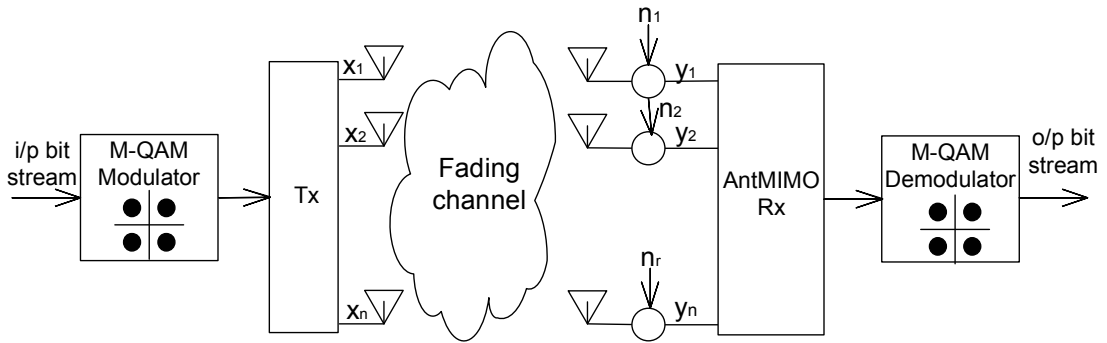 i/p bit
stream
M-QAM
Modulator
Tx
x1
x2
xn
Fading
channel
n1
n2
nr
y1
y2
yn
AntMIMO
Rx
M-QAM
Demodulator
o/p bit
stream